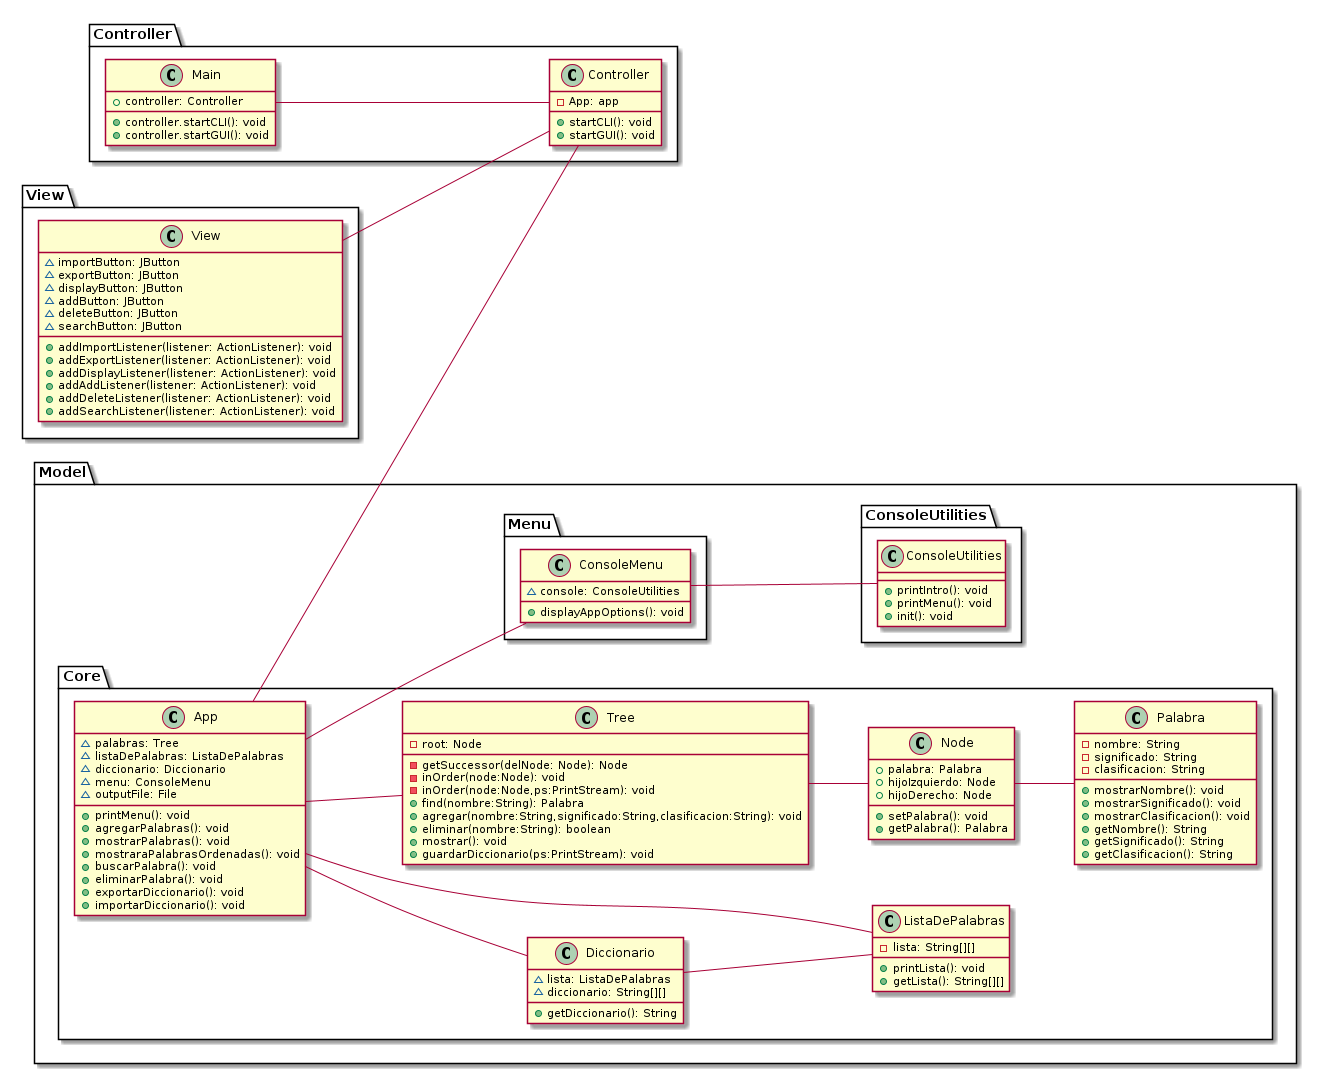 Controller
C Main
controller: Controller
controller.startCLI(): void
controller.startGUI(): void
C Controller
App: app
startCLI(): void
startGUI(): void
View
C View
importButton: JButton
exportButton: JButton
displayButton: JButton
addButton: JButton
deleteButton: JButton
searchButton: JButton
addImportListener(listener: ActionListener): void
addExportListener(listener: ActionListener): void
addDisplayListener(listener: ActionListener): void
addAddListener(listener: ActionListener): void
addDeleteListener(listener: ActionListener): void
addSearchListener(listener: ActionListener): void
Model
Menu
C ConsoleMenu
console: ConsoleUtilities
displayAppOptions(): void
ConsoleUtilities
C ConsoleUtilities
printIntro(): void
printMenu(): void
init(): void
Core
C App
palabras: Tree
listaDePalabras: ListaDePalabras
diccionario: Diccionario
menu: ConsoleMenu
outputFile: File
printMenu(): void
agregarPalabras(): void
mostrarPalabras(): void
mostraraPalabrasOrdenadas(): void
buscarPalabra(): void
eliminarPalabra(): void
exportarDiccionario(): void
importarDiccionario(): void
C Tree
root: Node
getSuccessor(delNode: Node): Node
inOrder(node:Node): void
inOrder(node:Node,ps:PrintStream): void
find(nombre:String): Palabra
agregar(nombre:String,significado:String,clasificacion:String): void
eliminar(nombre:String): boolean
mostrar(): void
guardarDiccionario(ps:PrintStream): void
C Node
palabra: Palabra
hijoIzquierdo: Node
hijoDerecho: Node
setPalabra(): void
getPalabra(): Palabra
C Palabra
nombre: String
significado: String
clasificacion: String
mostrarNombre(): void
mostrarSignificado(): void
mostrarClasificacion(): void
getNombre(): String
getSignificado(): String
getClasificacion(): String
C Diccionario
lista: ListaDePalabras
diccionario: String[][]
getDiccionario(): String
C ListaDePalabras
lista: String[][]
printLista(): void
getLista(): String[][]